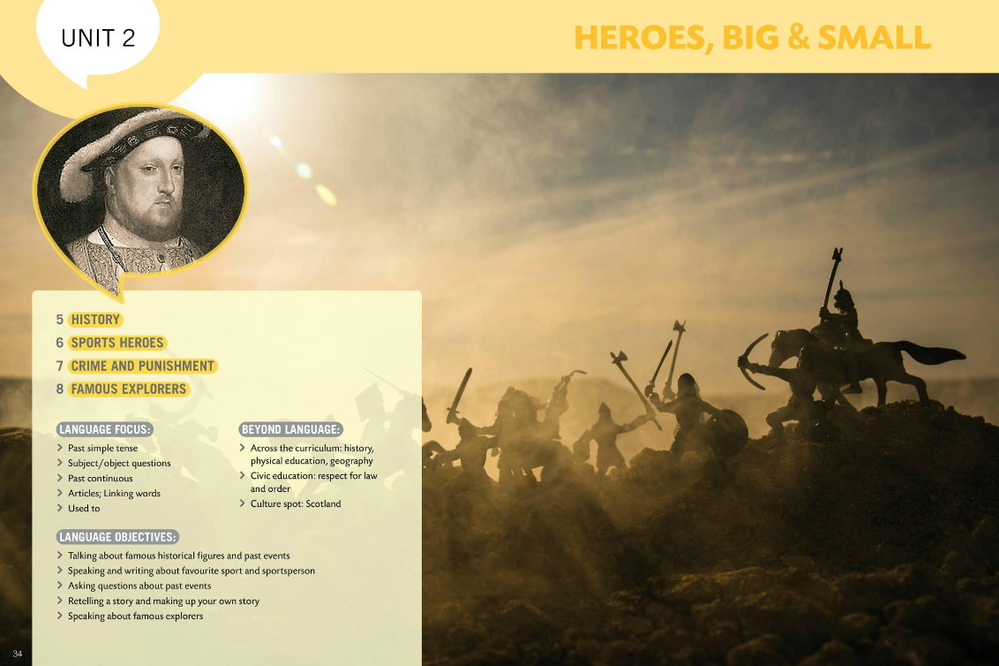 UNIT 2
HEROES, BIG & SMALL
5 HISTORY
6 SPORTS HEROES
7 CRIME AND PUNISHMENT
8 FAMOUS EXPLORERS
LANGUAGE FOCUS:
> Past simple tense
> Subject/object questions
> Past continuous
> Articles; Linking words
> Used to
BEYOND LANGUAGE:
> Across the curriculum: history,
physical education, geography
> Civic education: respect for law
and order
> Culture spot: Scotland
LANGUAGE OBJECTIVES:
> Talking about famous historical figures and past events
> Speaking and writing about favourite sport and sportsperson
> Asking questions about past events
> Retelling a story and making up your own story
> Speaking about famous explorers
34